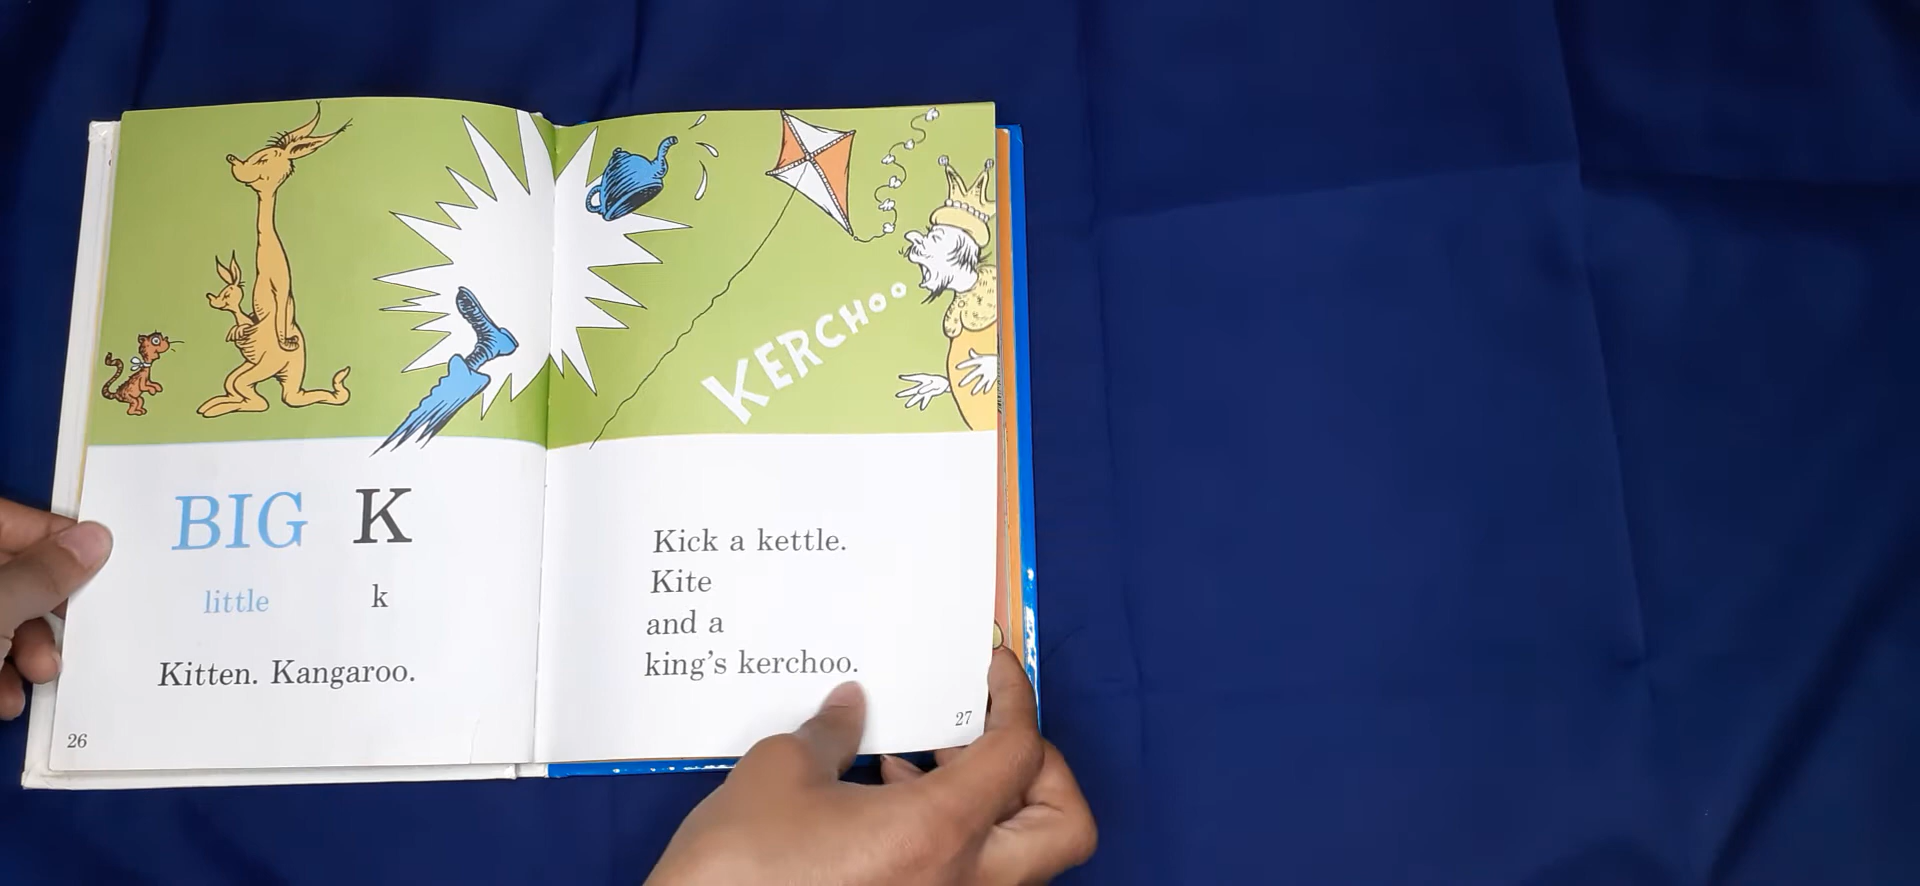 BIG K
little k
Kitten. Kangaroo.
26
KERCHOO
Kick a kettle.
Kite
and a
king's kerchoo.
27